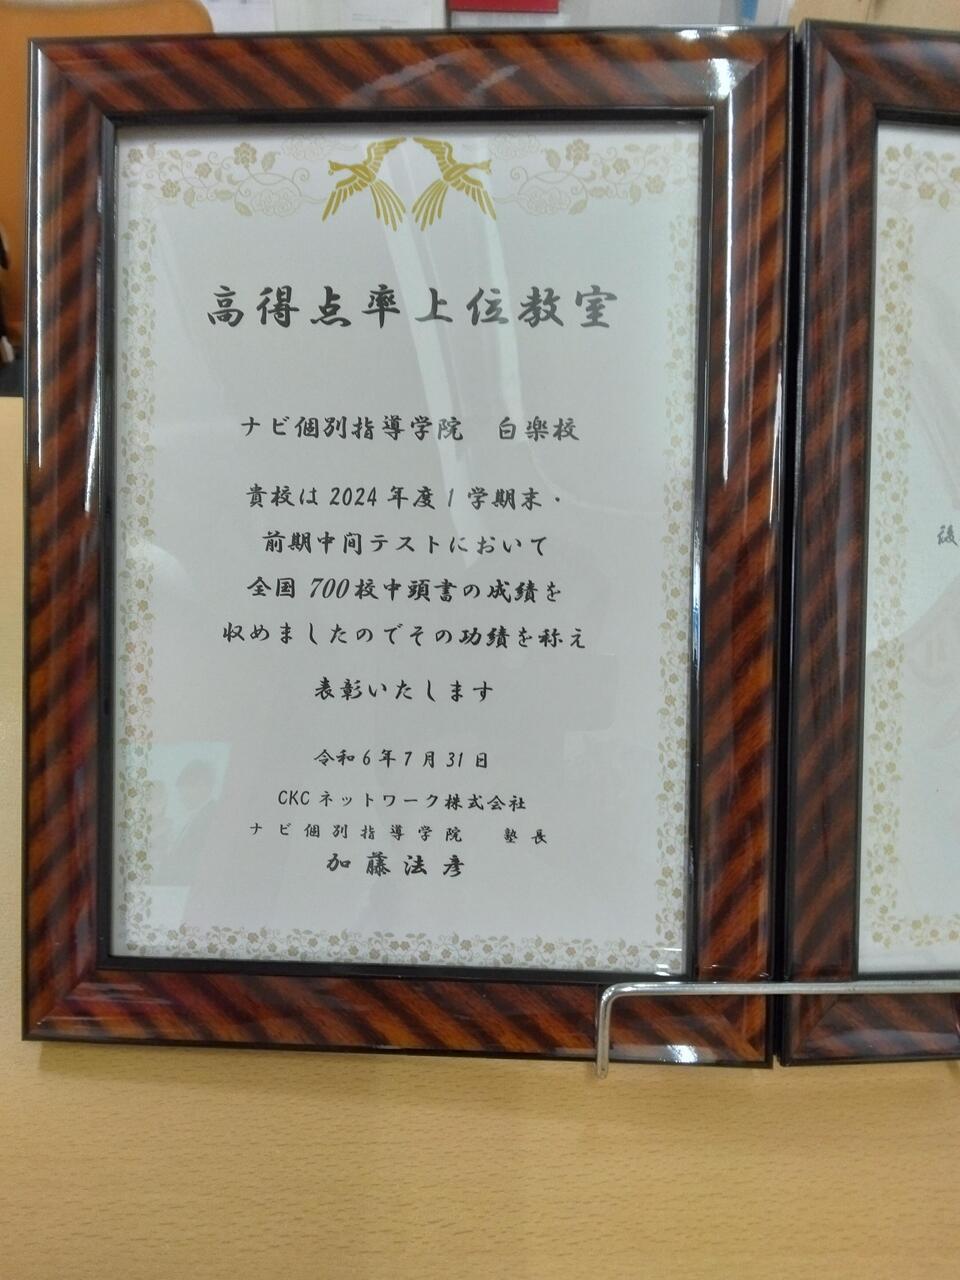 高得点率上位教室
ナビ個別指導学院　白楽校
貴校は2024年度1学期末・
前期中間テストにおいて
全国700校中頭書の成績を
収めましたのでその功績を称え
表彰いたします
令和6年7月31日
CKCネットワーク株式会社
ナビ個別指導学院　塾長
加藤法彦